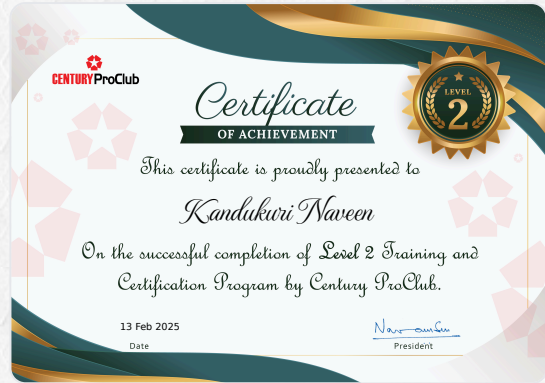 CENTURY ProClub
LEVEL
2
Certificate
OF ACHIEVEMENT
This certificate is proudly presented to
Kandukuri Naveen
On the successful completion of Level 2 Training and
Certification Program by Century ProClub.
13 Feb 2025
Date
President